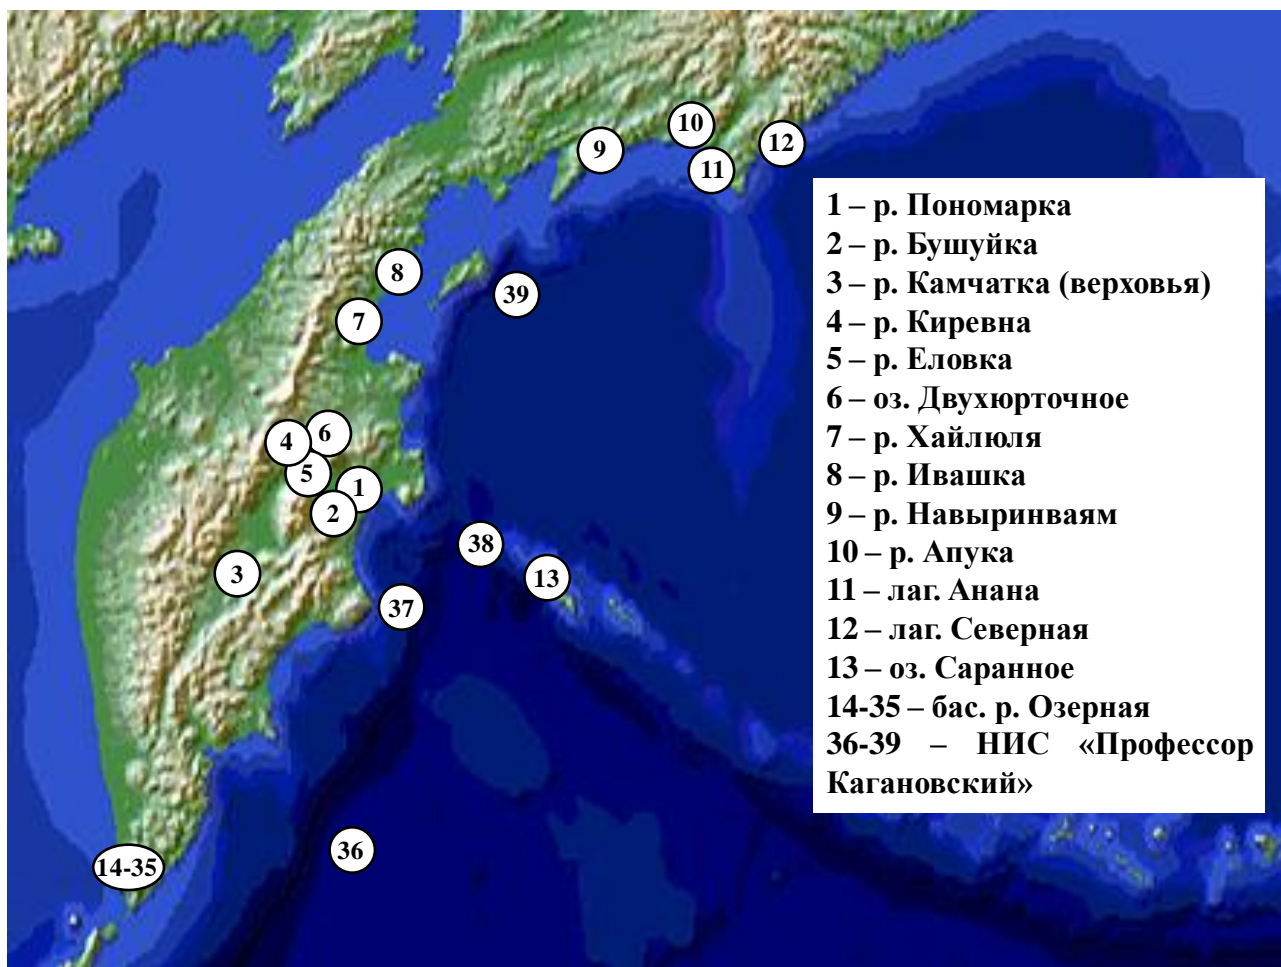 10
12
9
11
8
39
7
6
4
5
1
2
38
3
13
37
36
14-35
1 – р. Пономарка
2 – р. Бушуйка
3 – р. Камчатка (верховья)
4 – р. Киревна
5 – р. Еловка
6 – оз. Двухюрточное
7 – р. Хайлюля
8 – р. Ивашка
9 – р. Навыринваям
10 – р. Апука
11 – лаг. Анана
12 – лаг. Северная
13 – оз. Саранное
14-35 – бас. р. Озерная
36-39 – НИС «Профессор
Кагановский»